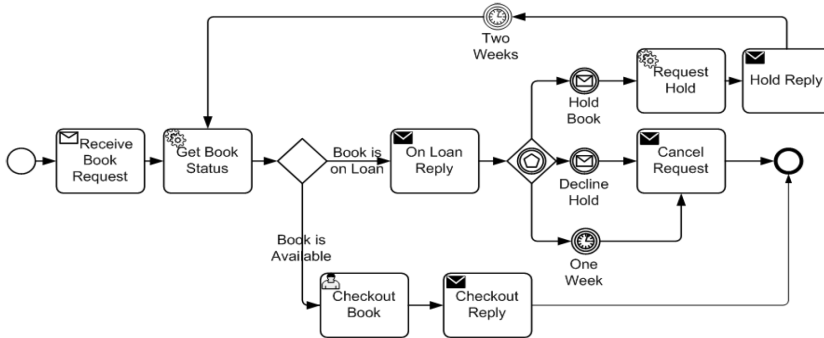 Two
Weeks
Request
Hold
Hold Reply
Hold
Book
Receive
Book
Request
Get Book
Status
Book is
on Loan
On Loan
Reply
Cancel
Request
Decline
Hold
Book is
Available
One
Week
Checkout
Book
Checkout
Reply